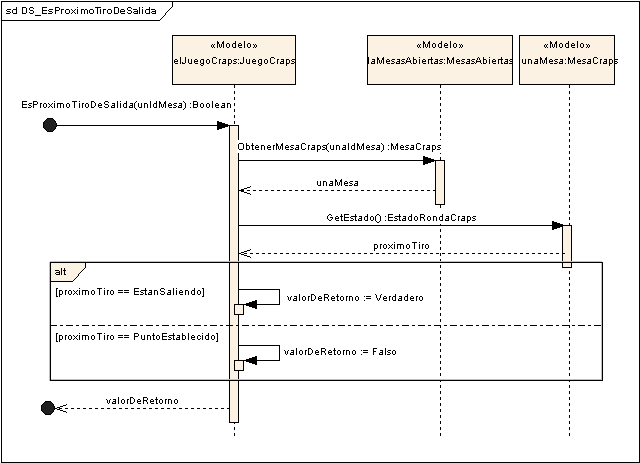 sd DS_EsProximoTiroDeSalida
«Modelo»
elJuegoCraps:JuegoCraps
«Modelo»
laMesasAbiertas:MesasAbiertas
«Modelo»
unaMesa:MesaCraps
EsProximoTiroDeSalida(unIdMesa) :Boolean
ObtenerMesaCraps(unaIdMesa) :MesaCraps
unaMesa
GetEstado() :EstadoRondaCraps
proximoTiro
alt
[proximoTiro == EstanSaliendo]
valorDeRetorno := Verdadero
[proximoTiro == PuntoEstablecido]
valorDeRetorno := Falso
valorDeRetorno